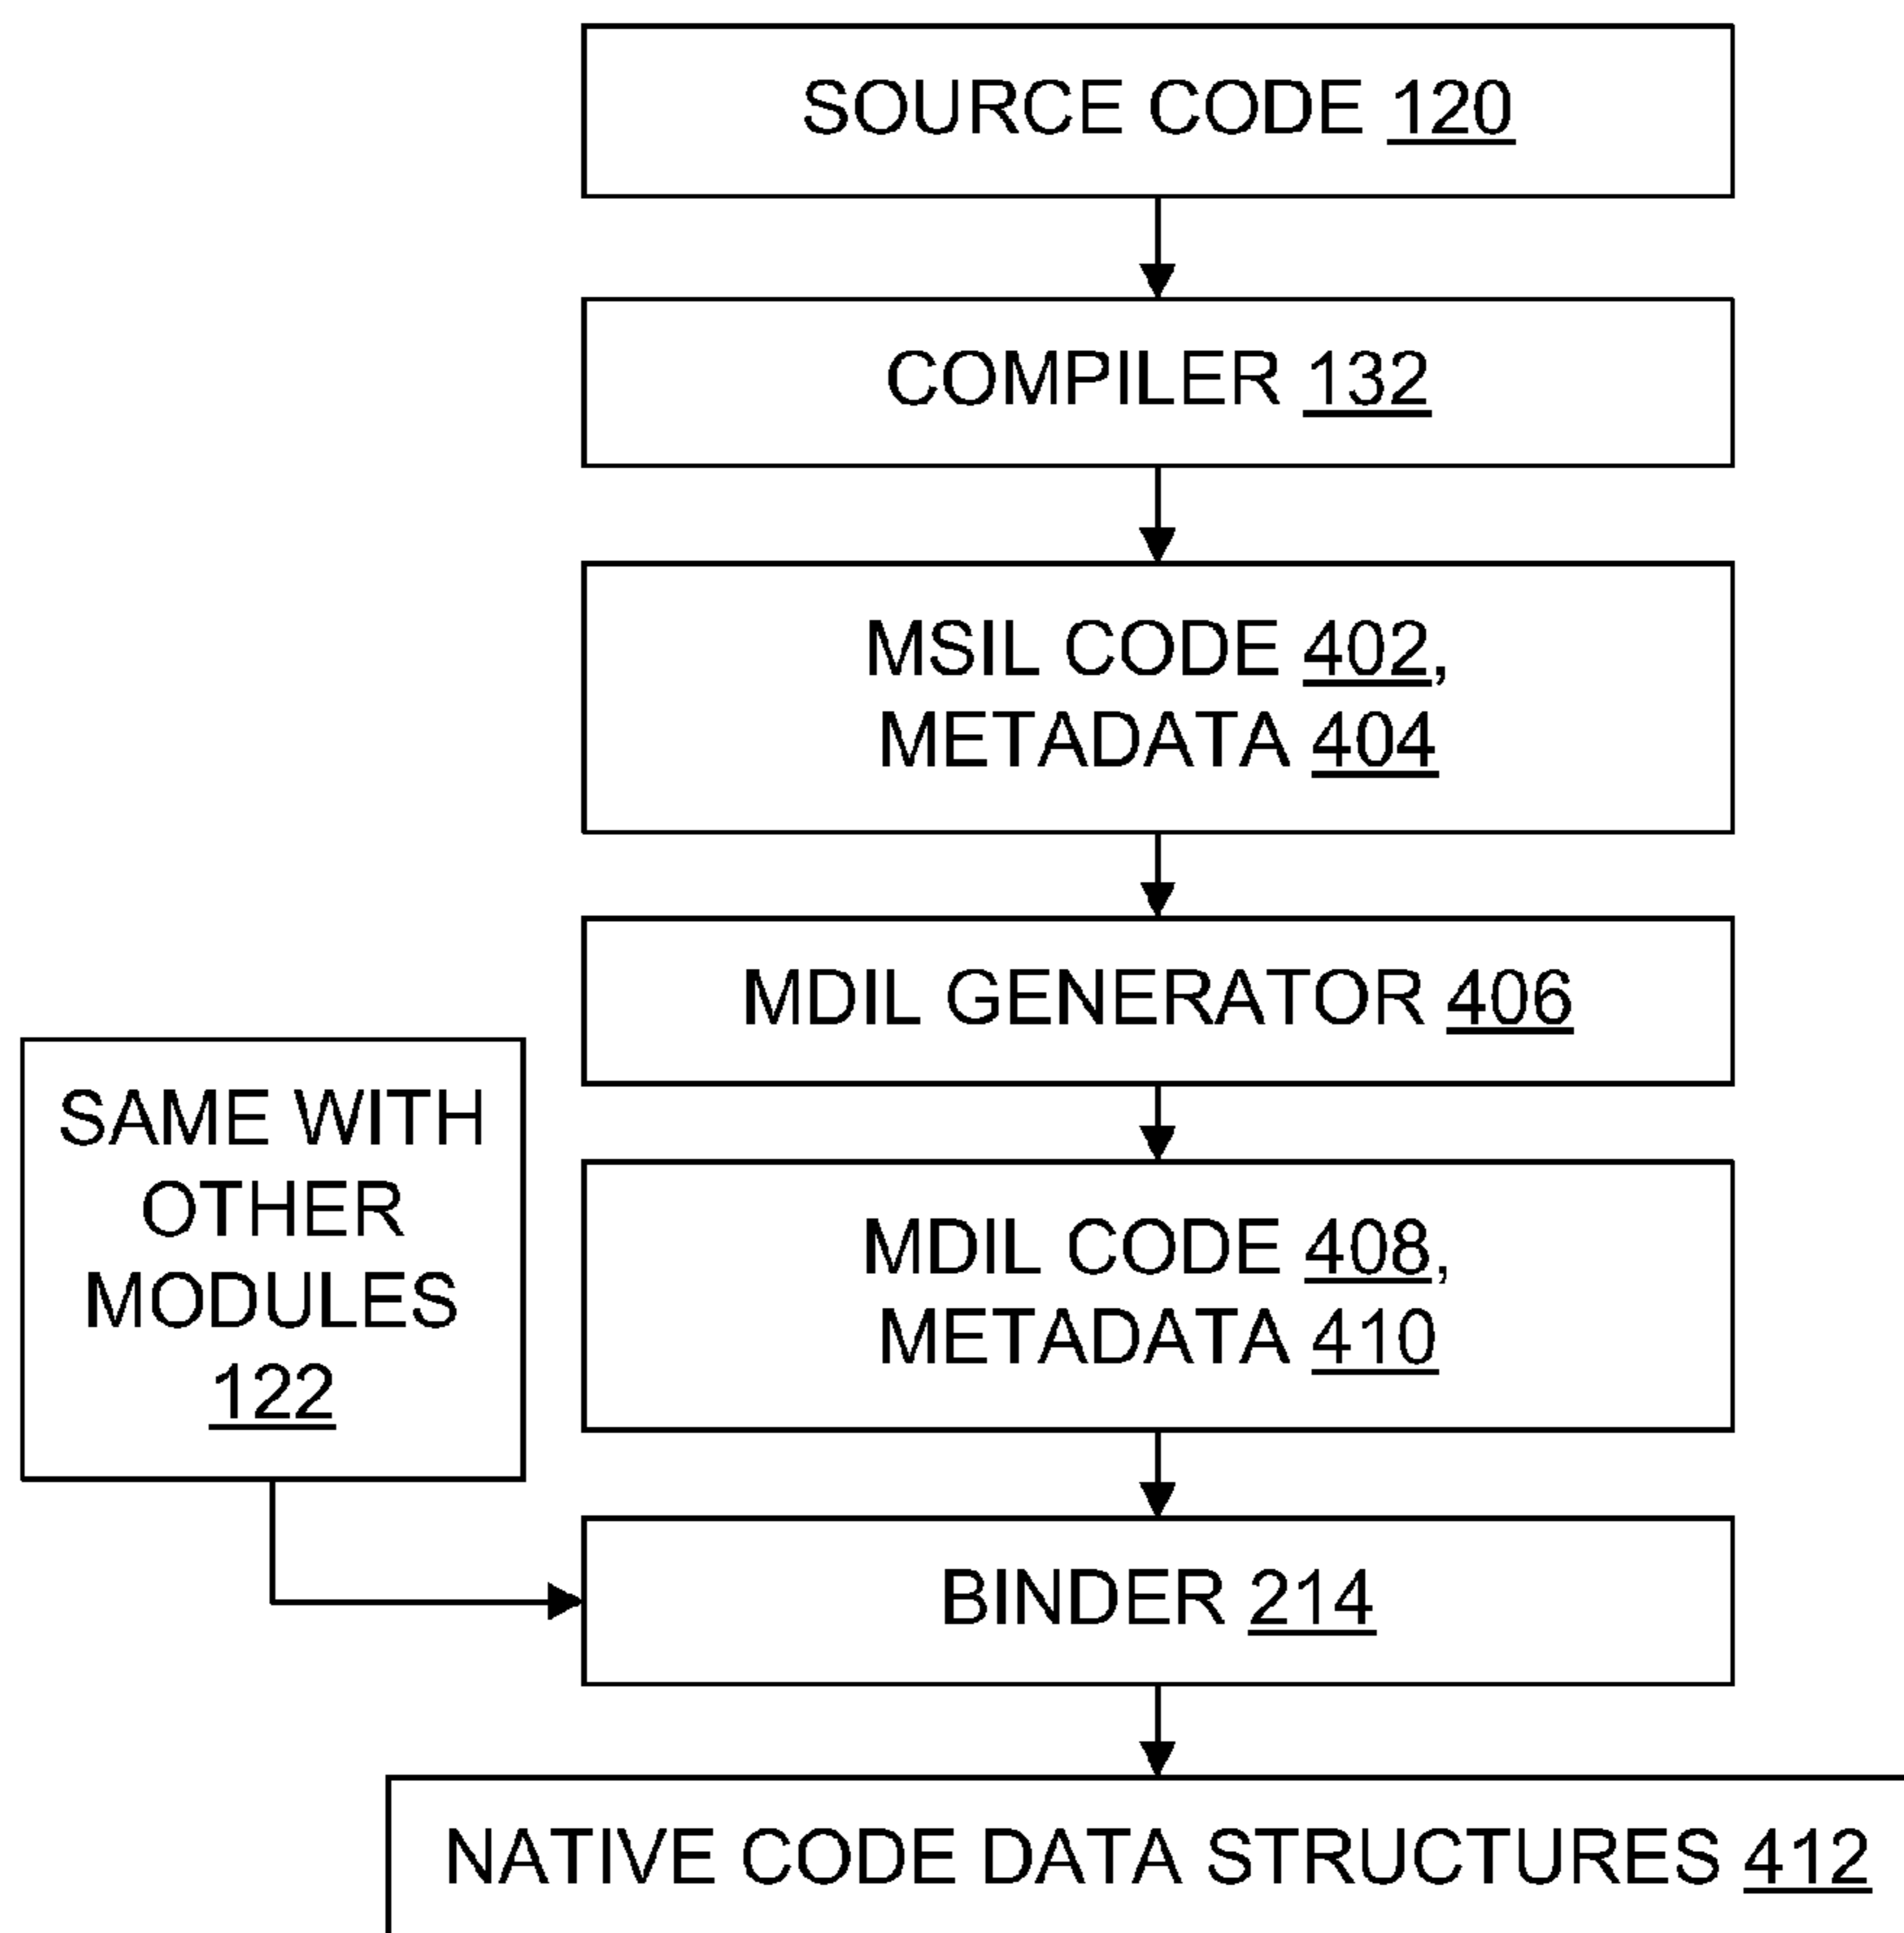 SOURCE CODE 120
COMPILER 132
MSIL CODE 402,
METADATA 404
MDIL GENERATOR 406
SAME WITH
OTHER
MODULES
122
MDIL CODE 408,
METADATA 410
BINDER 214
NATIVE CODE DATA STRUCTURES 412